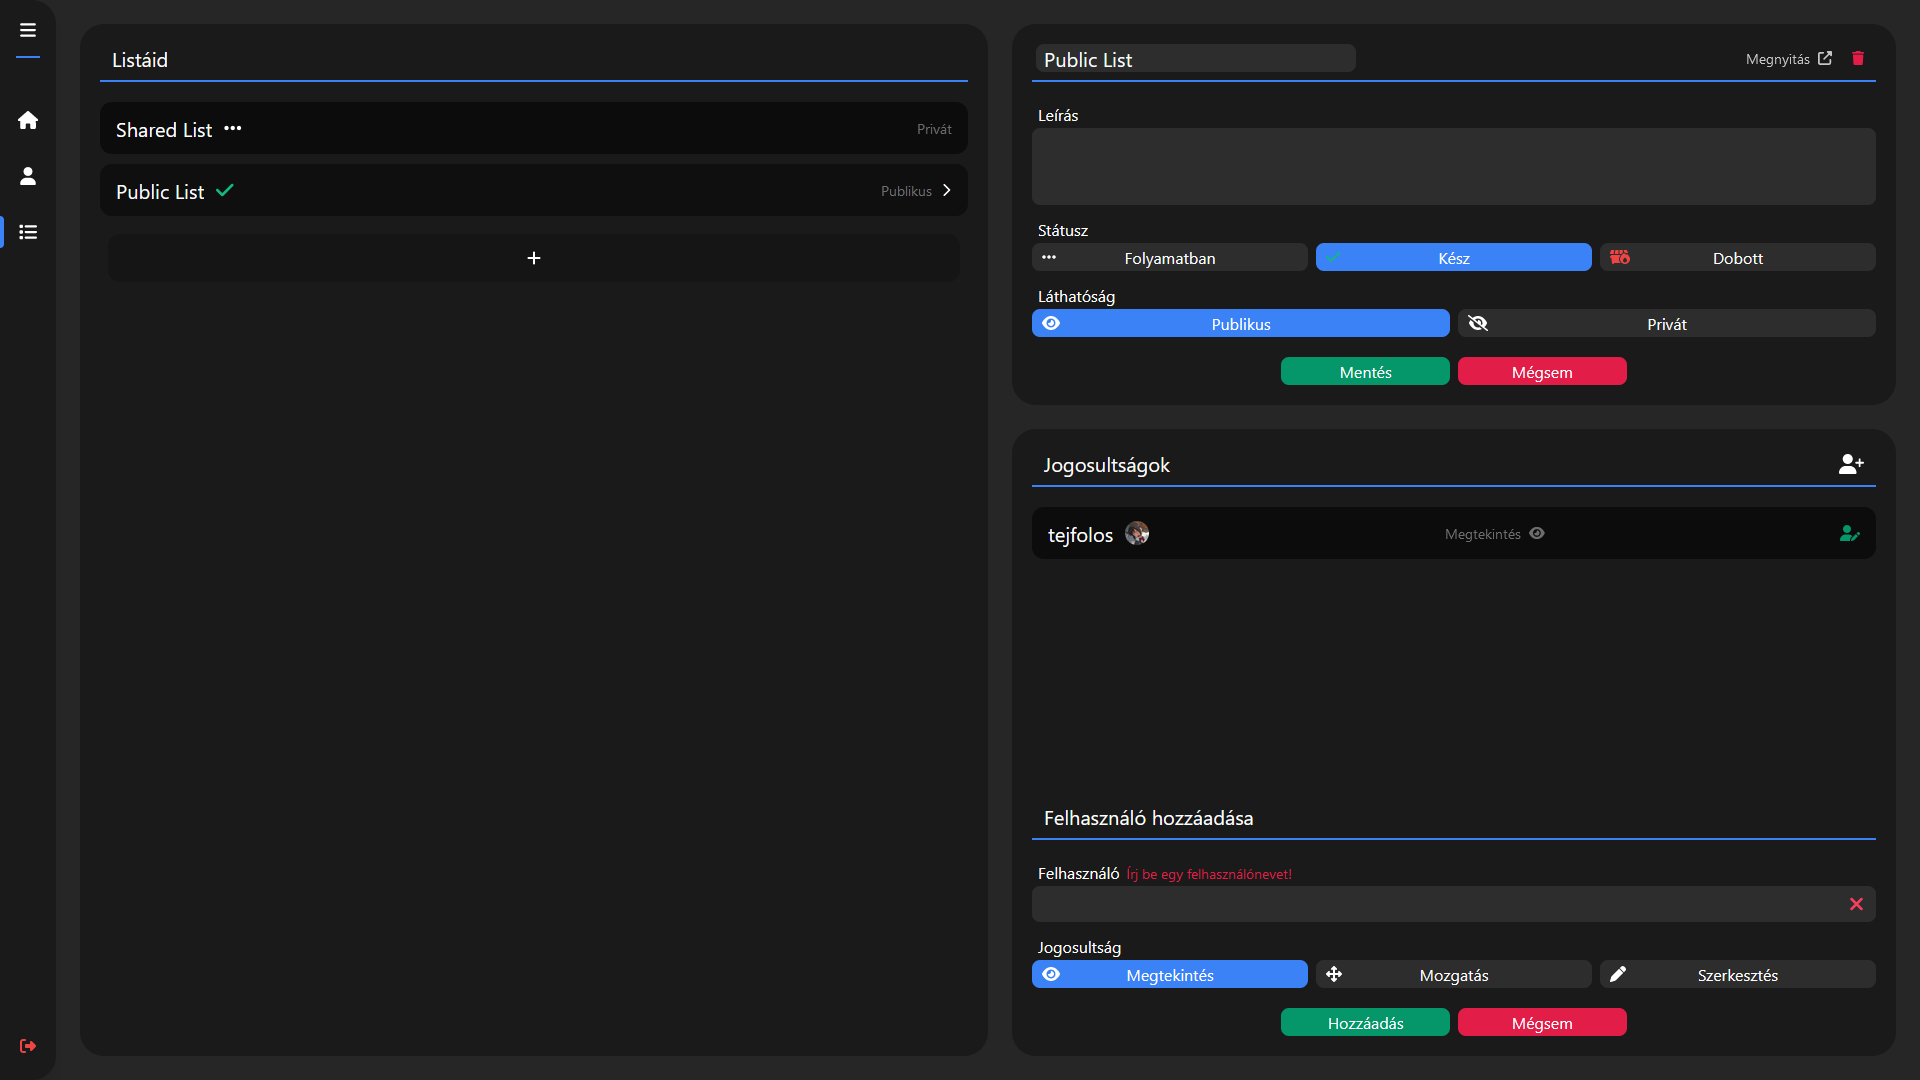 Listáid
Shared List
Privát
Public List
Publikus
Public List
Megnyitás
Leírás
Státusz
Folyamatban
Kész
Dobott
Láthatóság
Publikus
Privát
Mentés
Mégsem
Jogosultságok
tejfolos
Megtekintés
Felhasználó hozzáadása
Felhasználó Írj be egy felhasználónevet!
Jogosultság
Megtekintés
Mozgatás
Szerkesztés
Hozzáadás
Mégsem